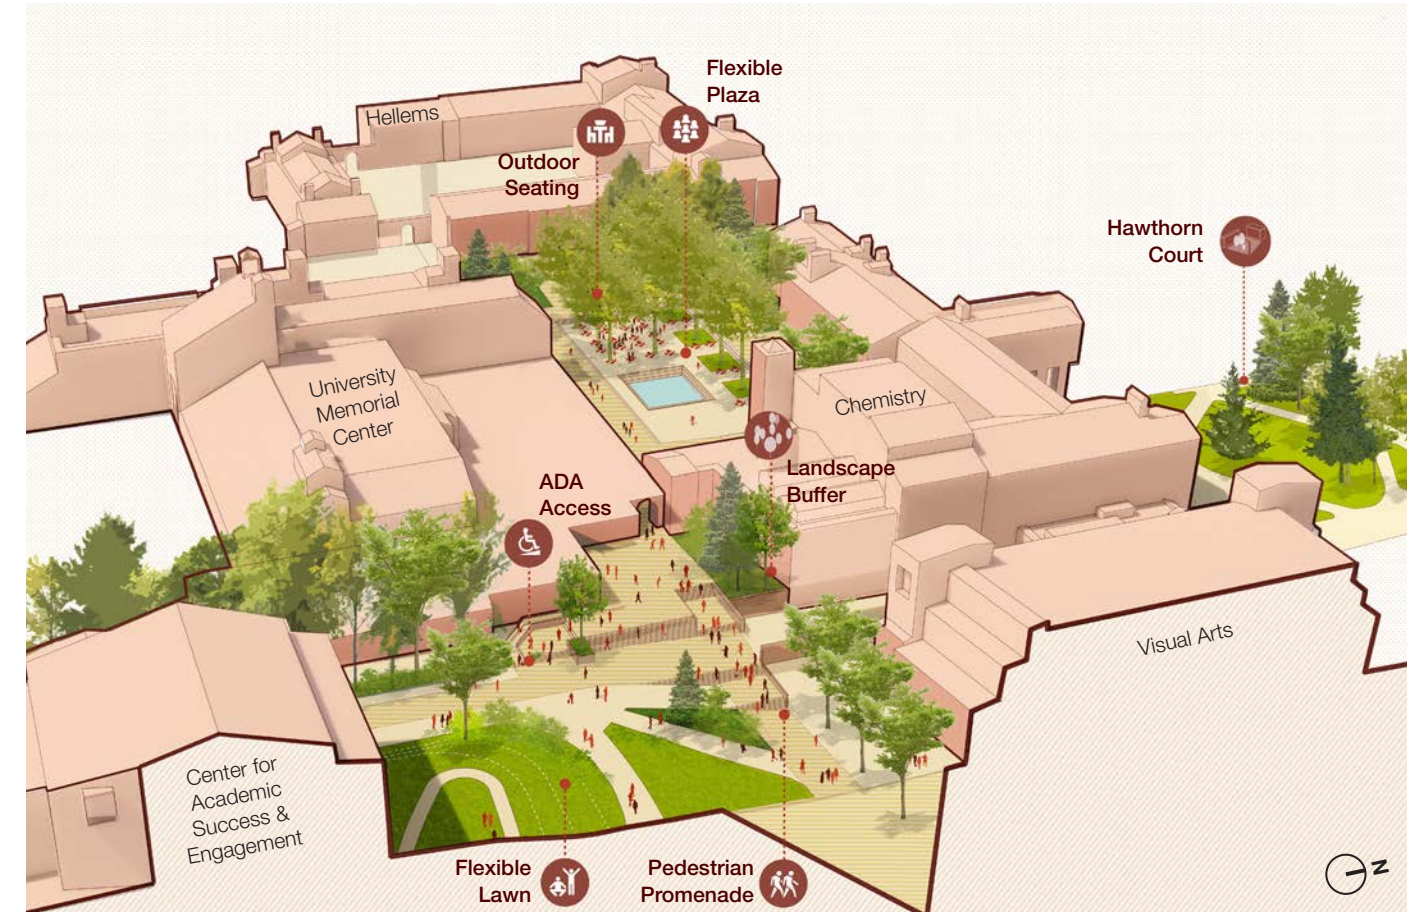 Flexible
Plaza
Hellems
Outdoor
Seating
Hawthorn
Court
University
Memorial
Center
Chemistry
Landscape
Buffer
ADA
Access
Visual Arts
Center for
Academic
Success &
Engagement
Flexible
Lawn
Pedestrian
Promenade
N